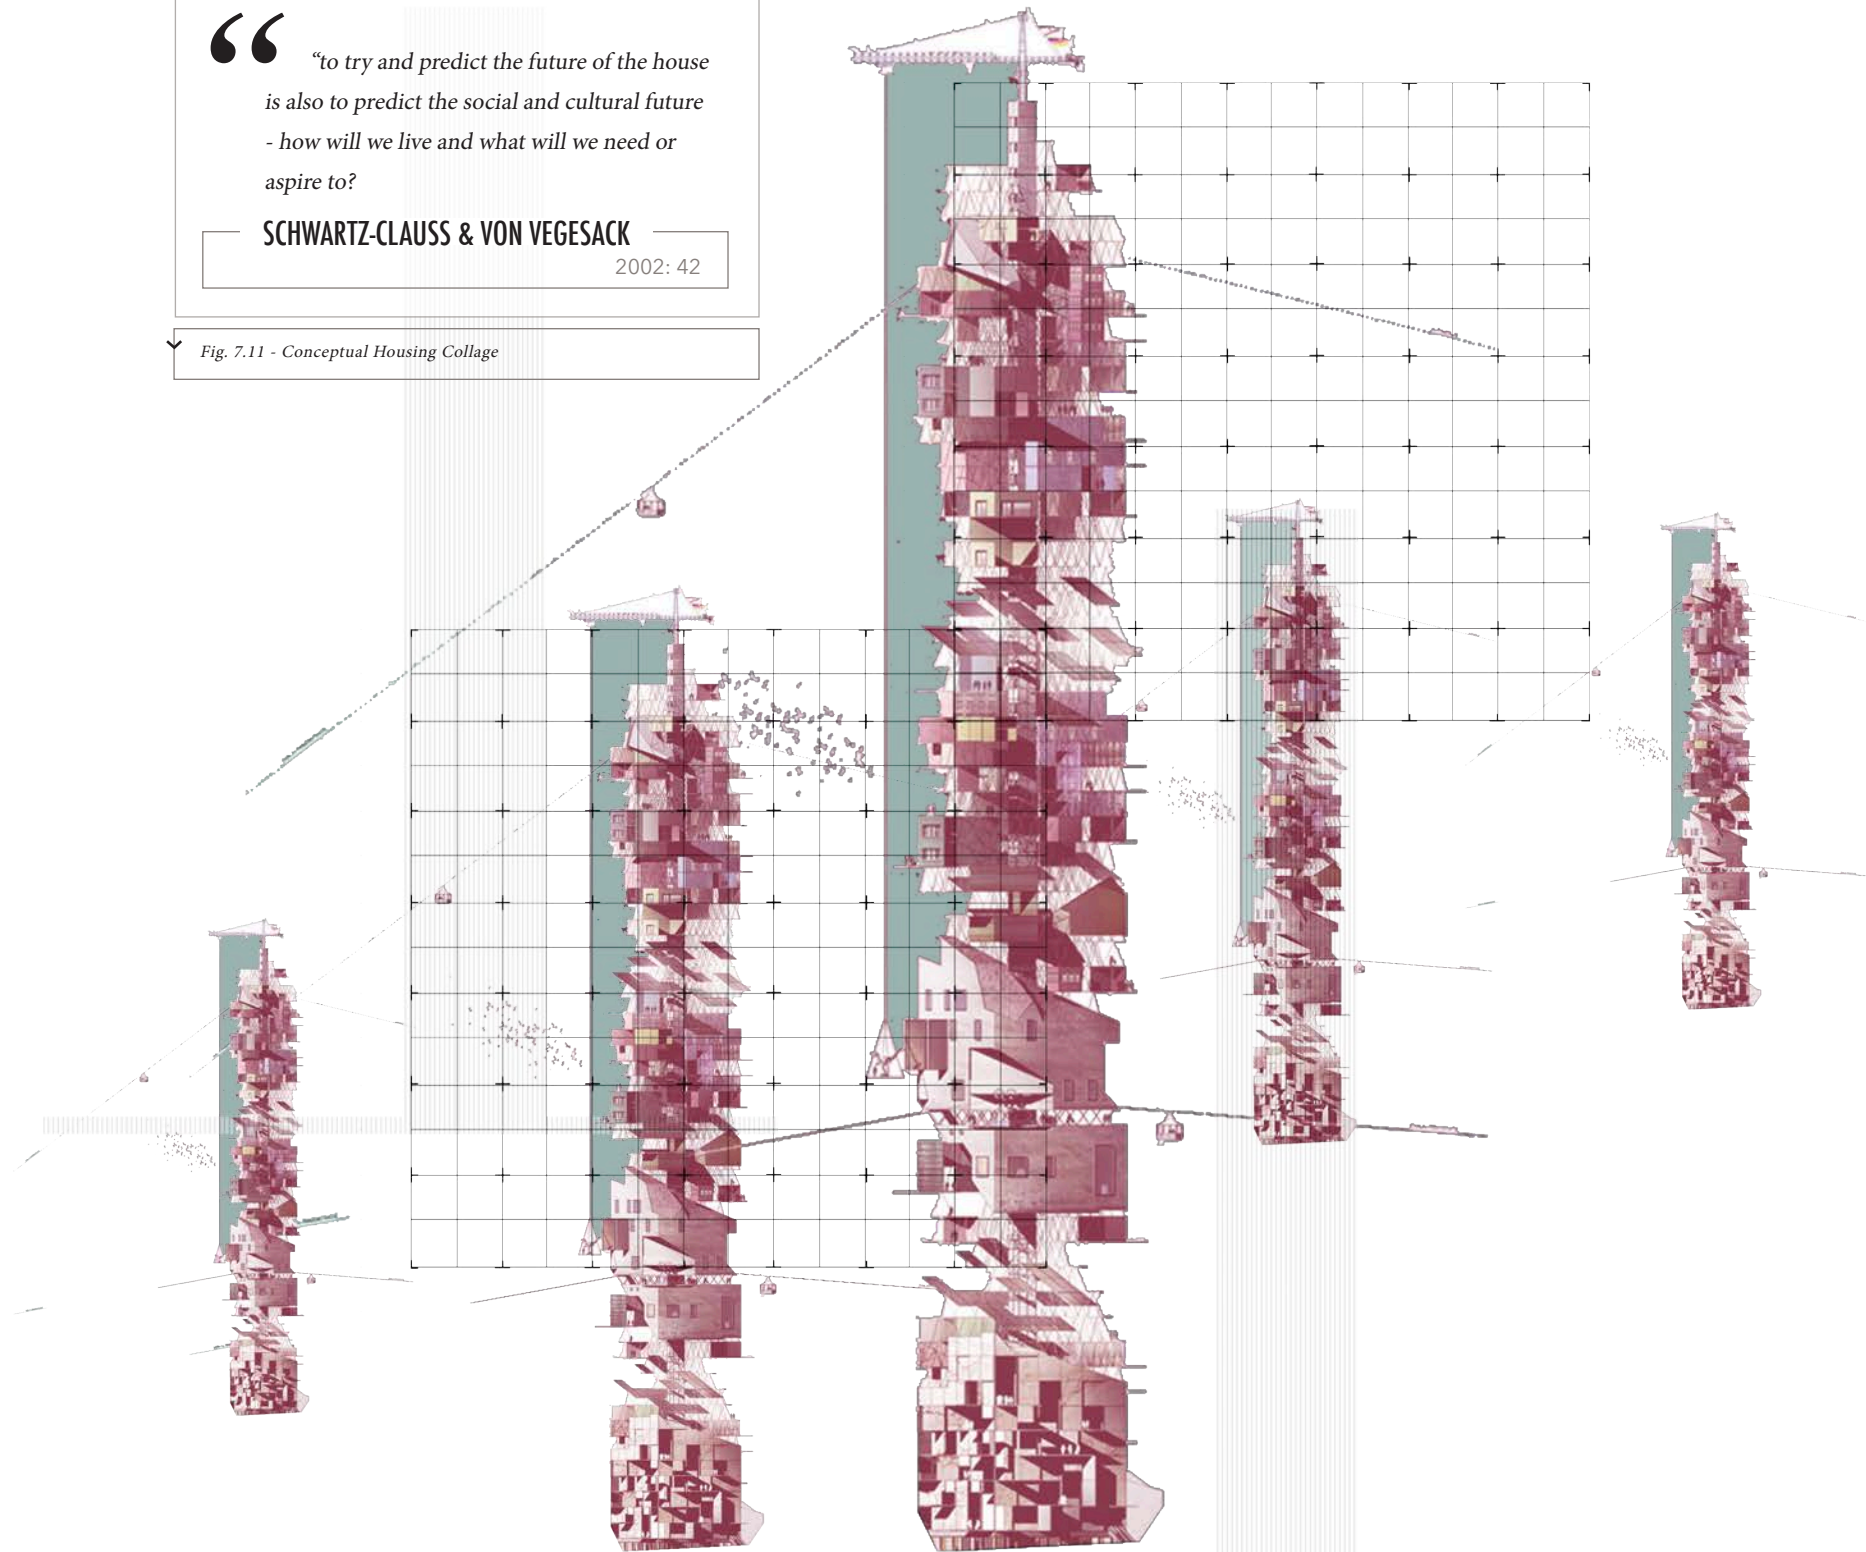 “
“to try and predict the future of the house
is also to predict the social and cultural future
- how will we live and what will we need or
aspire to?
SCHWARTZ-CLAUSS & VON VEGESACK
2002: 42
Fig. 7.11 - Conceptual Housing Collage